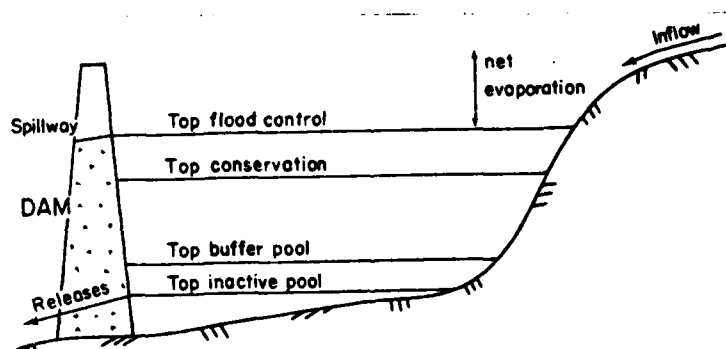 Inflow
net
evaporation
Spillway
Top flood control
Top conservation
DAM
Top buffer pool
Top inactive pool
Releases